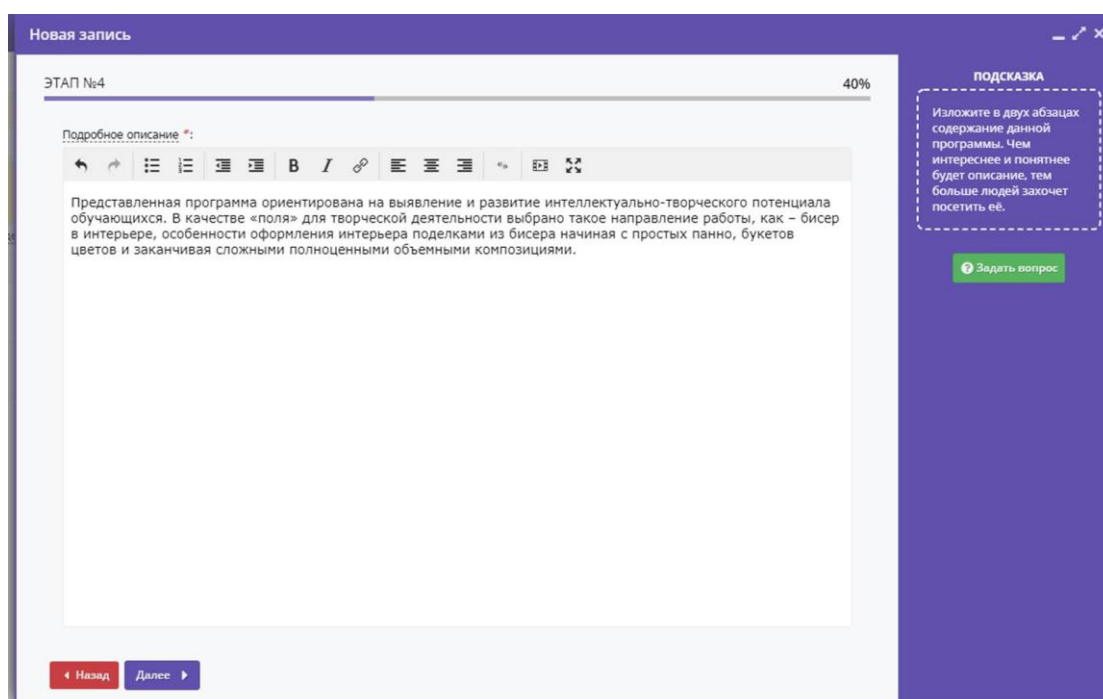 Новая запись
ЭТАП №4
40%
Подробное описание *:
Представленная программа ориентирована на выявление и развитие интеллектуально-творческого потенциала
обучающихся. В качестве «поля» для творческой деятельности выбрано такое направление работы, как – бисер
в интерьере, особенности оформления интерьера поделками из бисера начиная с простых панно, букетов
цветов и заканчивая сложными полноценными объемными композициями.
Назад
Далее
ПОДСКАЗКА
Изложите в двух абзацах
содержание данной
программы. Чем
интереснее и понятнее
будет описание, тем
больше людей захочет
посетить её.
Задать вопрос